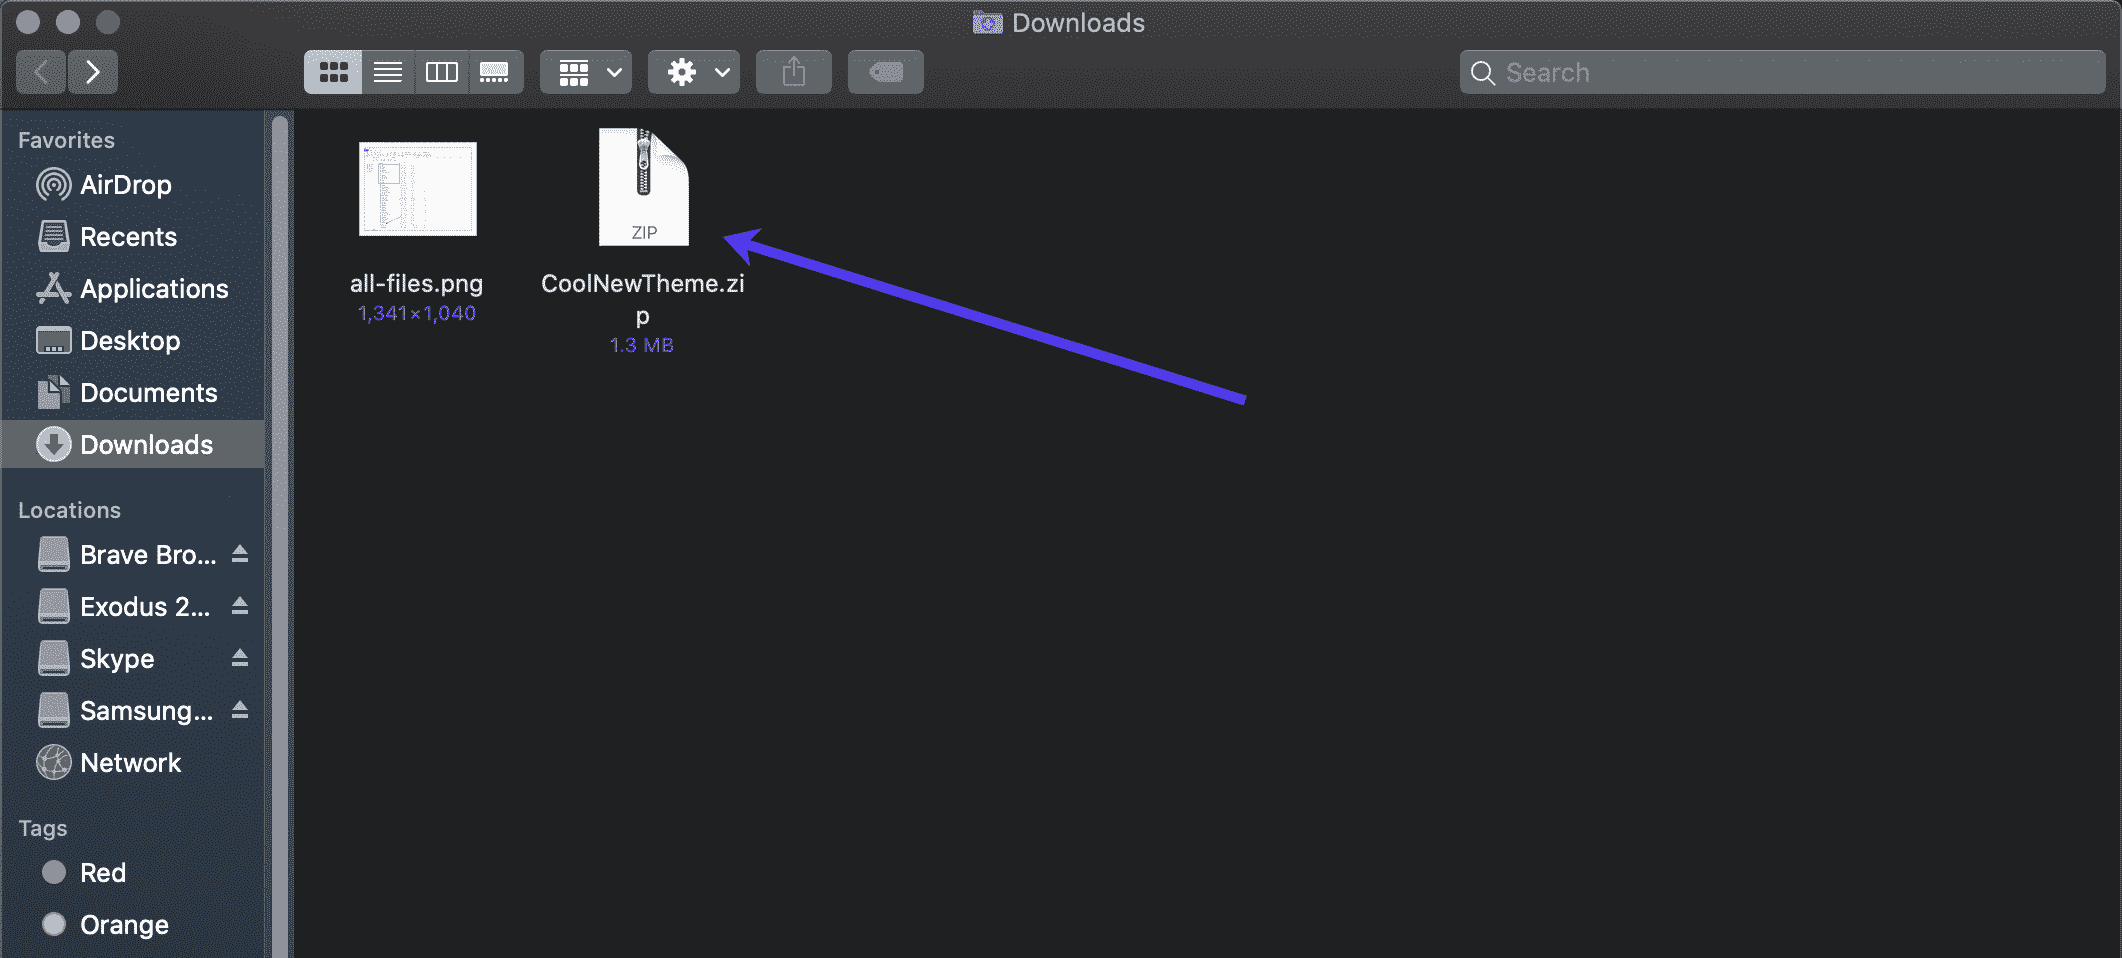 Downloads
Search
Favorites
AirDrop
Recents
Applications
Desktop
Documents
Downloads
Locations
Brave Bro...
Exodus 2...
Skype
Samsung...
Network
Tags
Red
Orange
ZIP
all-files.png
1,341×1,040
CoolNewTheme.zi
p
1.3 MB